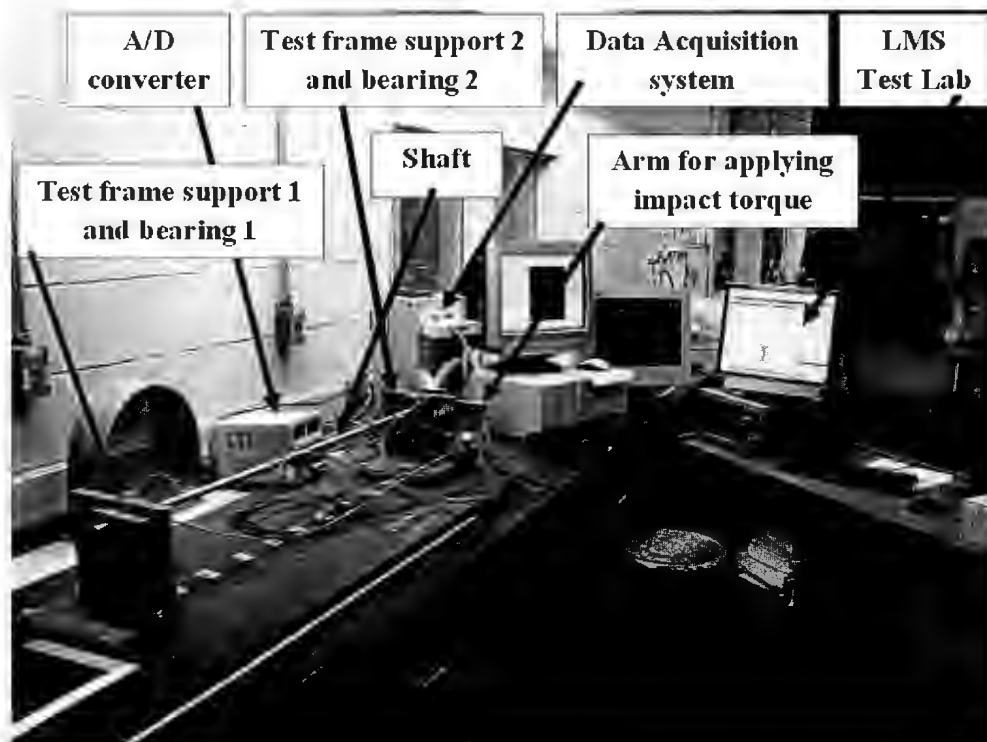 A/D
converter
Test frame support 2
and bearing 2
Data Acquisition
system
LMS
Test Lab
Shaft
Arm for applying
impact torque
Test frame support 1
and bearing 1